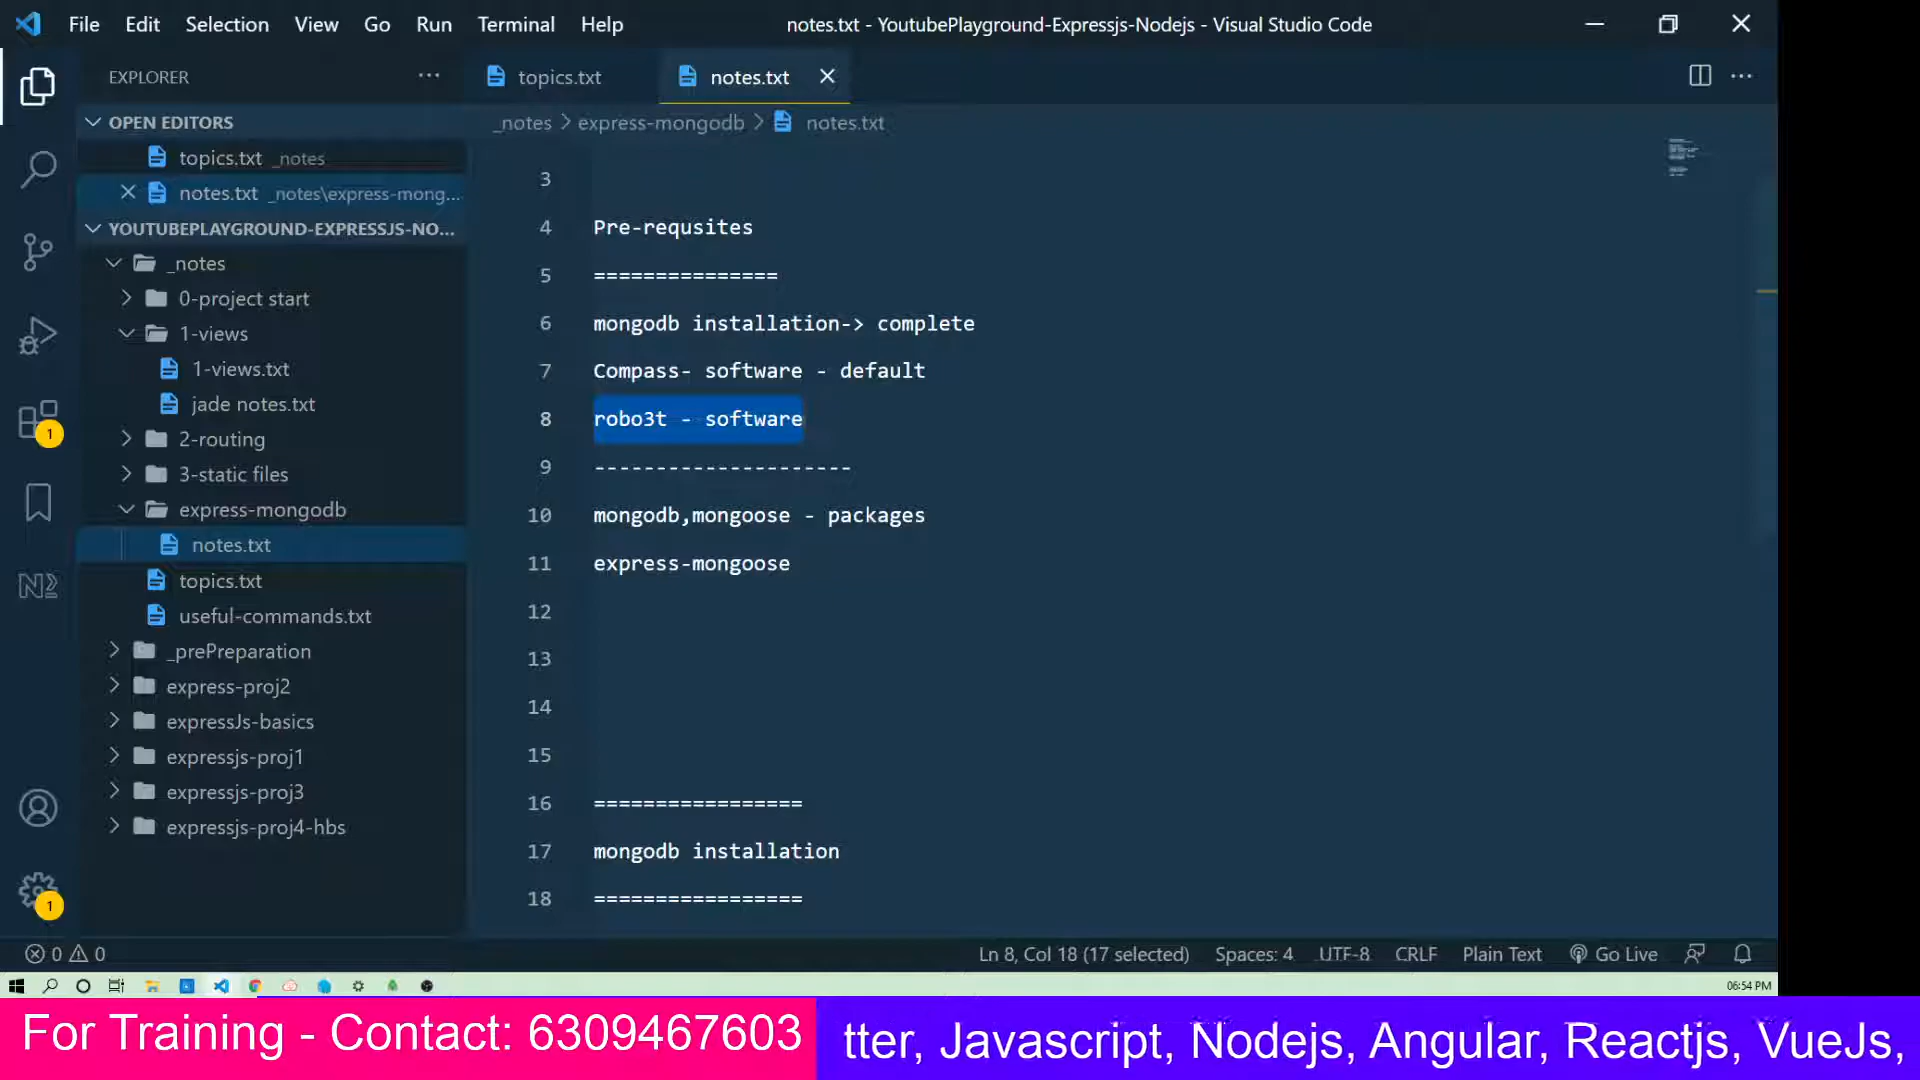 File Edit Selection View Go Run Terminal Help
notes.txt - YoutubePlayground-Expressjs-Nodejs - Visual Studio Code
EXPLORER
topics.txt
notes.txt
OPEN EDITORS
topics.txt _notes
notes.txt _notes\express-mong...
YOUTUBEPLAYGROUND-EXPRESSJS-NO...
_notes
0-project start
1-views
1-views.txt
jade notes.txt
2-routing
3-static files
express-mongodb
notes.txt
topics.txt
useful-commands.txt
_prePreparation
express-proj2
expressJs-basics
expressjs-proj1
expressjs-proj3
expressjs-proj4-hbs
1
1
_notes > express-mongodb > notes.txt
3
4 Pre-requsites
5 ===============
6 mongodb installation-> complete
7 Compass- software - default
8 robo3t - software
9 ---------------------
10 mongodb,mongoose - packages
11 express-mongoose
12
13
14
15
16 =================
17 mongodb installation
18 =================
0 0
Ln 8, Col 18 (17 selected) Spaces: 4 UTF-8 CRLF Plain Text Go Live
06:54 PM
For Training - Contact: 6309467603
tter, Javascript, Nodejs, Angular, Reactjs, VueJs,